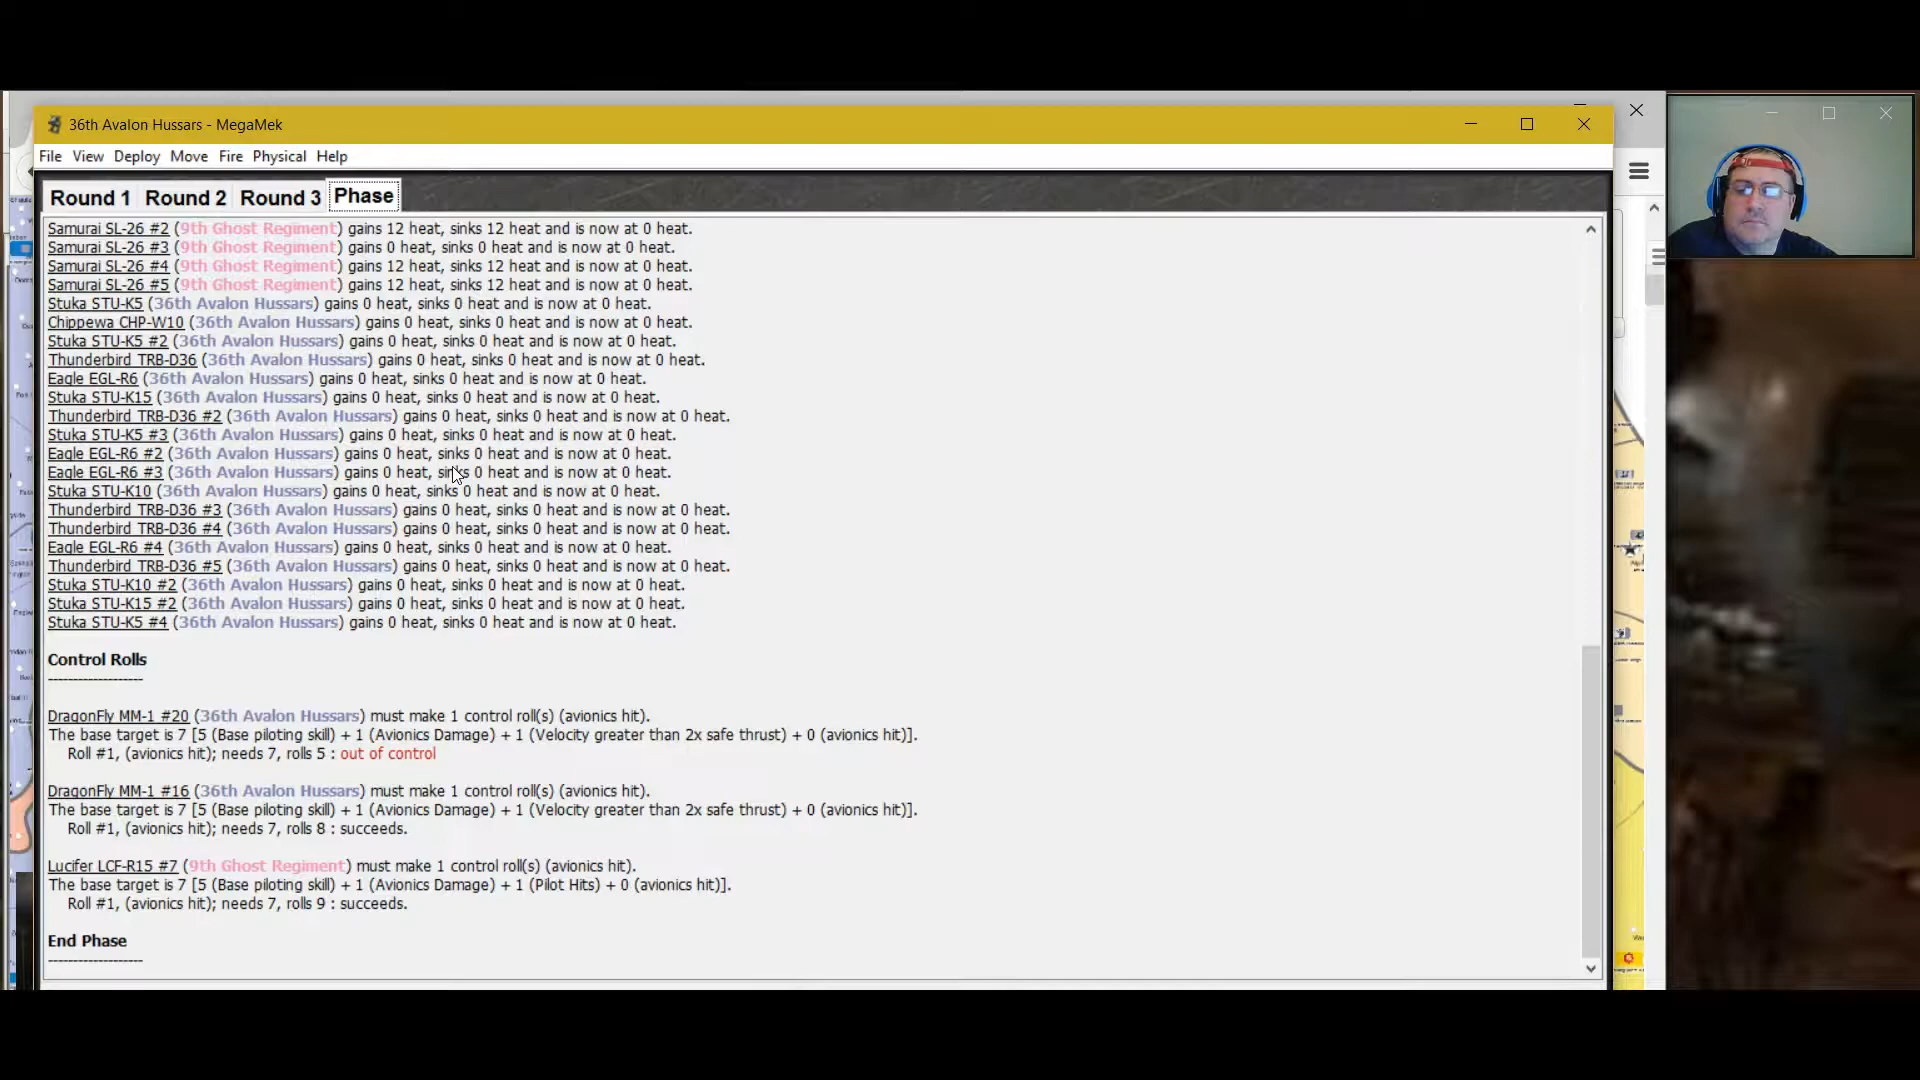 36th Avalon Hussars - MegaMek
File View Deploy Move Fire Physical Help
Round 1 Round 2 Round 3 Phase
Samurai SL-26 #2 (9th Ghost Regiment) gains 12 heat, sinks 12 heat and is now at 0 heat.
Samurai SL-26 #3 (9th Ghost Regiment) gains 0 heat, sinks 0 heat and is now at 0 heat.
Samurai SL-26 #4 (9th Ghost Regiment) gains 12 heat, sinks 12 heat and is now at 0 heat.
Samurai SL-26 #5 (9th Ghost Regiment) gains 12 heat, sinks 12 heat and is now at 0 heat.
Stuka STU-K5 (36th Avalon Hussars) gains 0 heat, sinks 0 heat and is now at 0 heat.
Chippewa CHP-W10 (36th Avalon Hussars) gains 0 heat, sinks 0 heat and is now at 0 heat.
Stuka STU-K5 #2 (36th Avalon Hussars) gains 0 heat, sinks 0 heat and is now at 0 heat.
Thunderbird TRB-D36 (36th Avalon Hussars) gains 0 heat, sinks 0 heat and is now at 0 heat.
Eagle EGL-R6 (36th Avalon Hussars) gains 0 heat, sinks 0 heat and is now at 0 heat.
Stuka STU-K15 (36th Avalon Hussars) gains 0 heat, sinks 0 heat and is now at 0 heat.
Thunderbird TRB-D36 #2 (36th Avalon Hussars) gains 0 heat, sinks 0 heat and is now at 0 heat.
Stuka STU-K5 #3 (36th Avalon Hussars) gains 0 heat, sinks 0 heat and is now at 0 heat.
Eagle EGL-R6 #2 (36th Avalon Hussars) gains 0 heat, sinks 0 heat and is now at 0 heat.
Eagle EGL-R6 #3 (36th Avalon Hussars) gains 0 heat, sinks 0 heat and is now at 0 heat.
Stuka STU-K10 (36th Avalon Hussars) gains 0 heat, sinks 0 heat and is now at 0 heat.
Thunderbird TRB-D36 #3 (36th Avalon Hussars) gains 0 heat, sinks 0 heat and is now at 0 heat.
Thunderbird TRB-D36 #4 (36th Avalon Hussars) gains 0 heat, sinks 0 heat and is now at 0 heat.
Eagle EGL-R6 #4 (36th Avalon Hussars) gains 0 heat, sinks 0 heat and is now at 0 heat.
Thunderbird TRB-D36 #5 (36th Avalon Hussars) gains 0 heat, sinks 0 heat and is now at 0 heat.
Stuka STU-K10 #2 (36th Avalon Hussars) gains 0 heat, sinks 0 heat and is now at 0 heat.
Stuka STU-K15 #2 (36th Avalon Hussars) gains 0 heat, sinks 0 heat and is now at 0 heat.
Stuka STU-K5 #4 (36th Avalon Hussars) gains 0 heat, sinks 0 heat and is now at 0 heat.
Control Rolls
-------------------
DragonFly MM-1 #20 (36th Avalon Hussars) must make 1 control roll(s) (avionics hit).
The base target is 7 [5 (Base piloting skill) + 1 (Avionics Damage) + 1 (Velocity greater than 2x safe thrust) + 0 (avionics hit)].
Roll #1, (avionics hit); needs 7, rolls 5 : out of control
DragonFly MM-1 #16 (36th Avalon Hussars) must make 1 control roll(s) (avionics hit).
The base target is 7 [5 (Base piloting skill) + 1 (Avionics Damage) + 1 (Velocity greater than 2x safe thrust) + 0 (avionics hit)].
Roll #1, (avionics hit); needs 7, rolls 8 : succeeds.
Lucifer LCF-R15 #7 (9th Ghost Regiment) must make 1 control roll(s) (avionics hit).
The base target is 7 [5 (Base piloting skill) + 1 (Avionics Damage) + 1 (Pilot Hits) + 0 (avionics hit)].
Roll #1, (avionics hit); needs 7, rolls 9 : succeeds.
End Phase
-------------------